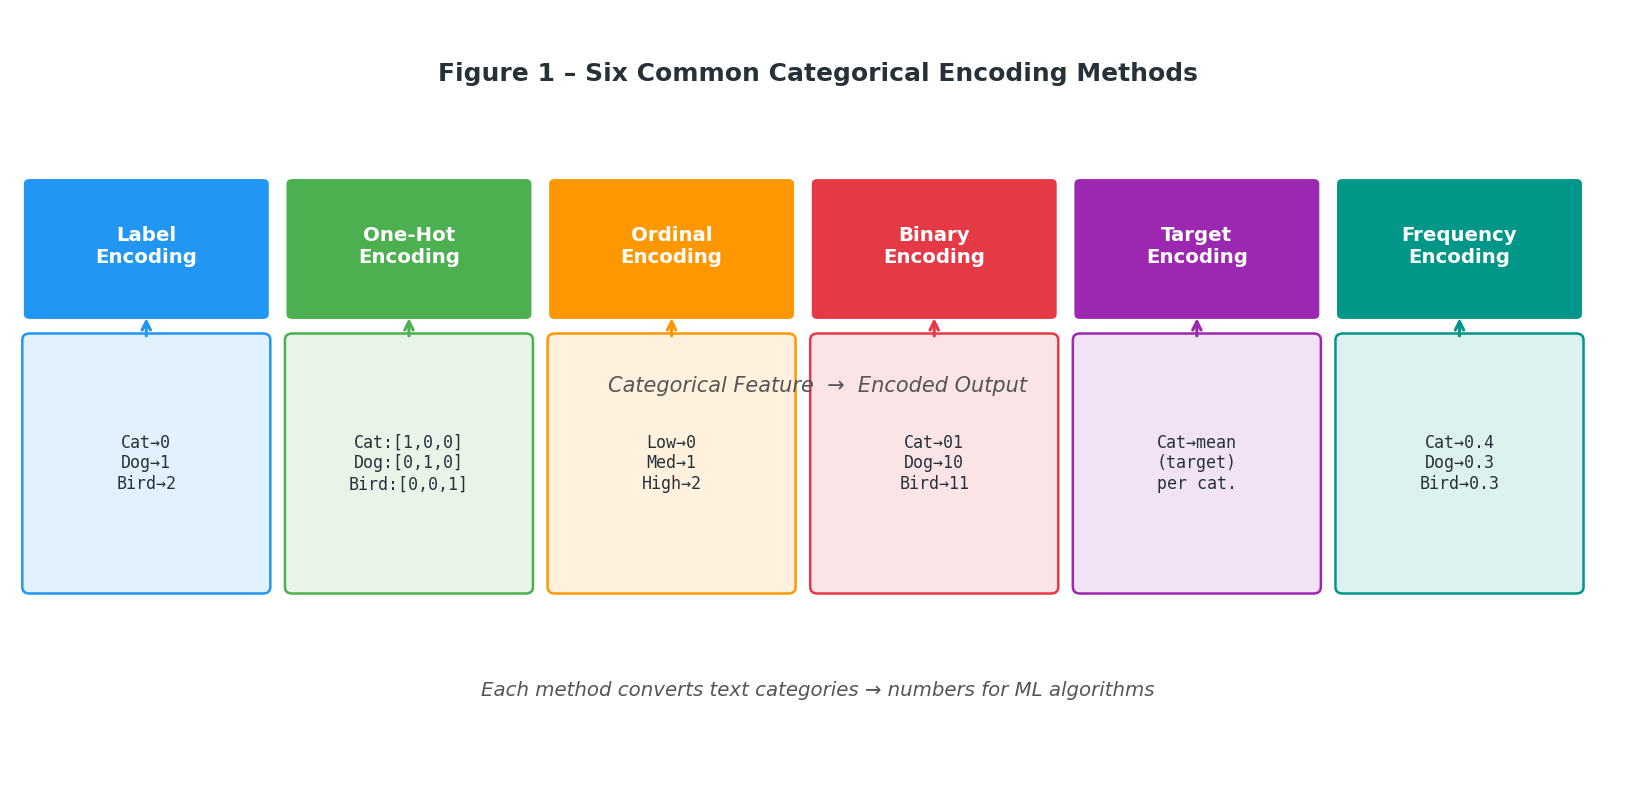 Figure 1 – Six Common Categorical Encoding Methods
Label
Encoding
One-Hot
Encoding
Ordinal
Encoding
Binary
Encoding
Target
Encoding
Frequency
Encoding
Categorical Feature → Encoded Output
Cat→0
Dog→1
Bird→2
Cat:[1,0,0]
Dog:[0,1,0]
Bird:[0,0,1]
Low→0
Med→1
High→2
Cat→01
Dog→10
Bird→11
Cat→mean
(target)
per cat.
Cat→0.4
Dog→0.3
Bird→0.3
Each method converts text categories → numbers for ML algorithms